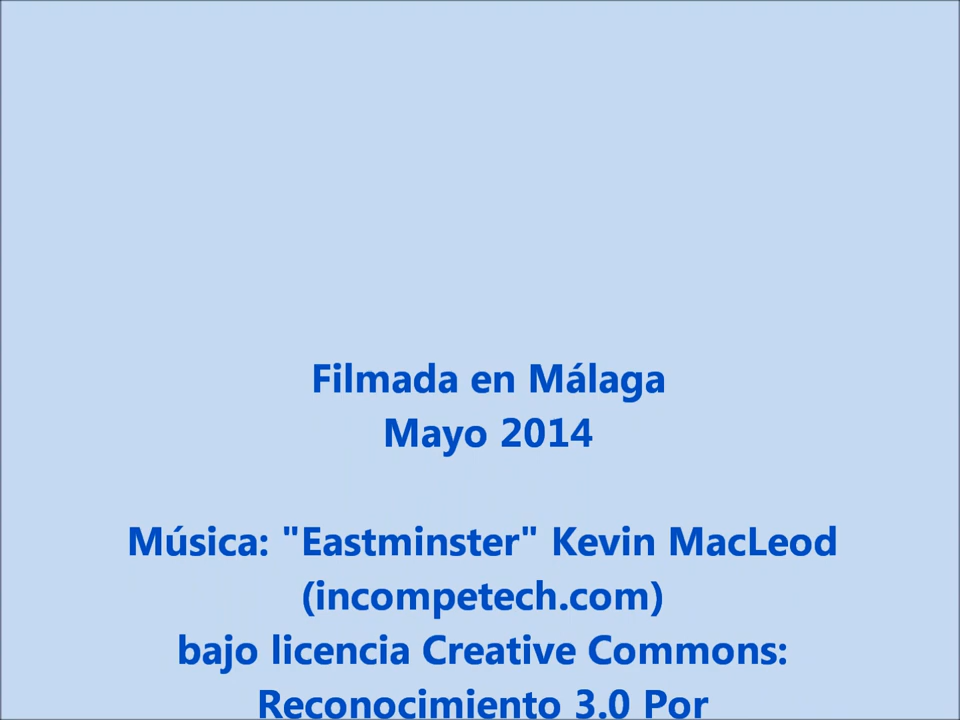 Filmada en Málaga
Mayo 2014
Música: "Eastminster" Kevin MacLeod
(incompetech.com)
bajo licencia Creative Commons:
Reconocimiento 3.0 Por